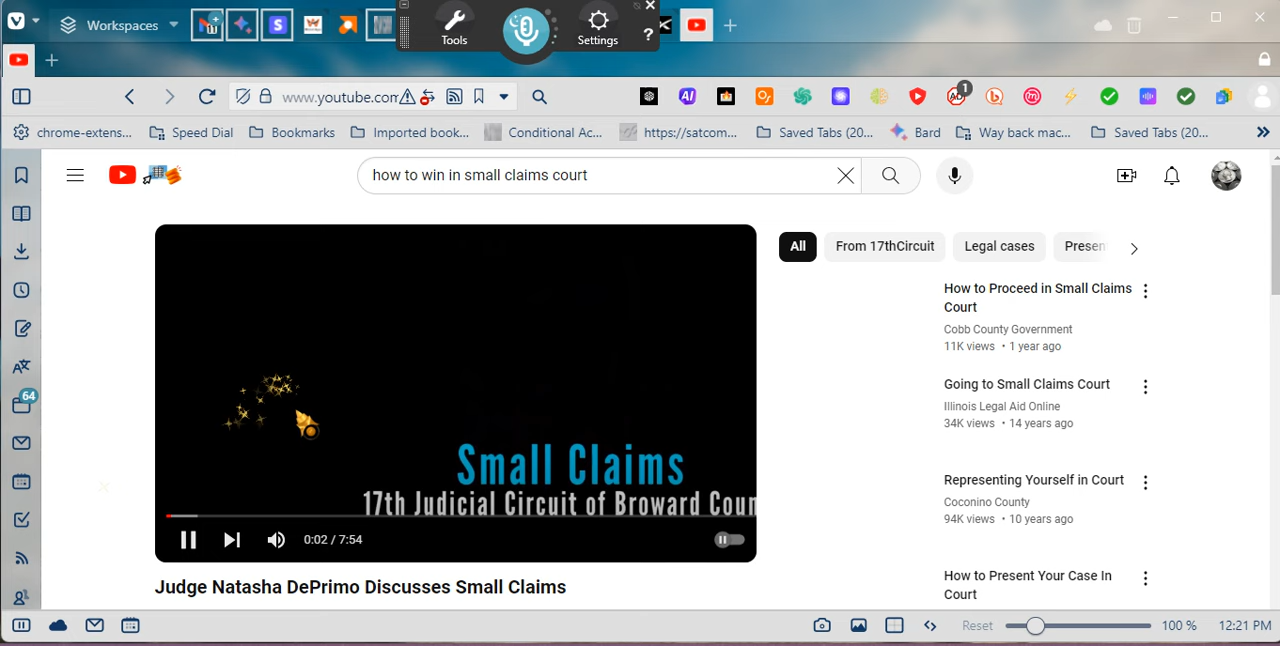 Workspaces
11
S
Tools
Settings
?
www.youtube.com
AI
1
chrome-extens...
Speed Dial
Bookmarks
Imported book...
Conditional Ac...
https://satcom...
Saved Tabs (20...
Bard
Way back mac...
Saved Tabs (20...
how to win in small claims court
All
From 17thCircuit
Legal cases
Presen
How to Proceed in Small Claims
Court
Cobb County Government
11K views • 1 year ago
Going to Small Claims Court
Illinois Legal Aid Online
34K views • 14 years ago
64
Small Claims
17th Judicial Circuit of Broward Coun
Representing Yourself in Court
Coconino County
94K views • 10 years ago
0:02 / 7:54
How to Present Your Case In
Court
Judge Natasha DePrimo Discusses Small Claims
Reset
100 %
12:21 PM